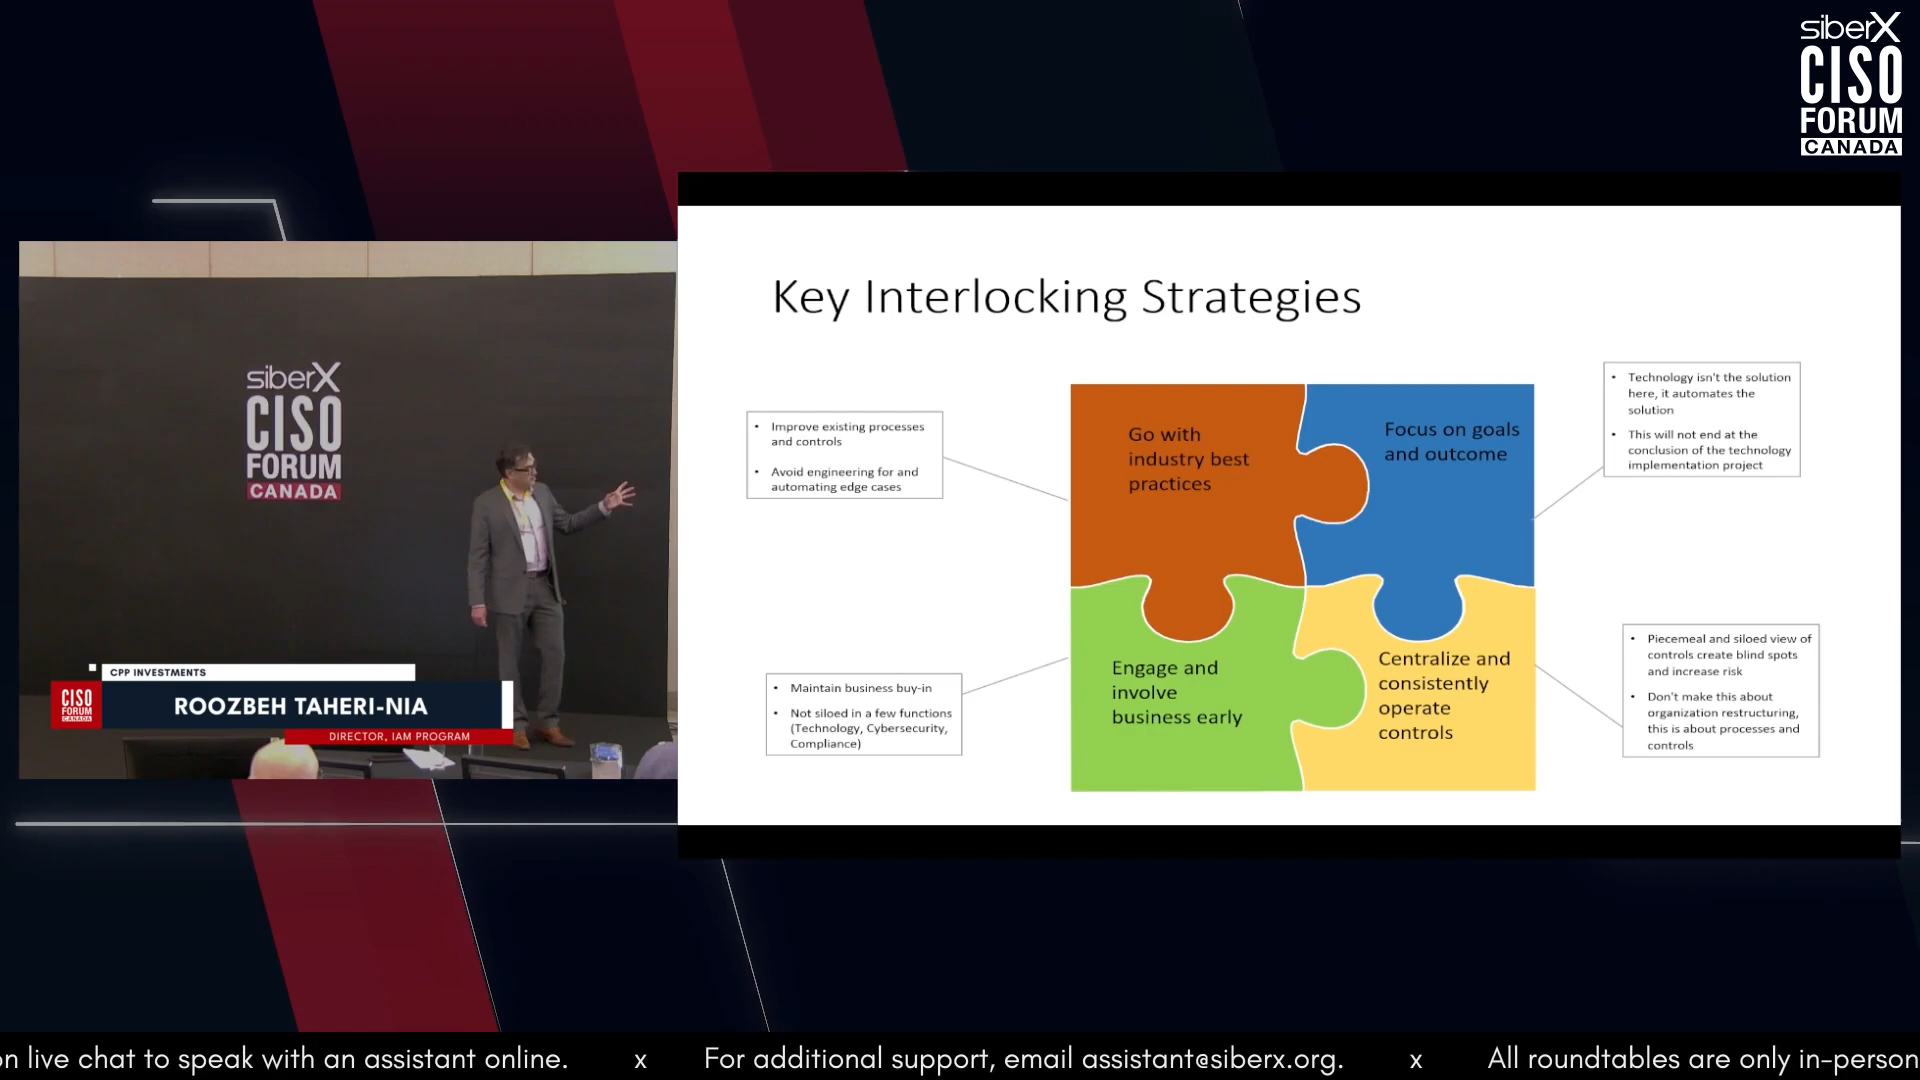 siberX
CISO
FORUM
CANADA
siberX
CISO
FORUM
CANADA
CPP INVESTMENTS
CISO
FORUM
CANADA
ROOZBEH TAHERI-NIA
DIRECTOR, IAM PROGRAM
Key Interlocking Strategies
• Improve existing processes
and controls
• Avoid engineering for and
automating edge cases
Go with
industry best
practices
Focus on goals
and outcome
• Technology isn't the solution
here, it automates the
solution
• This will not end at the
conclusion of the technology
implementation project
• Maintain business buy-in
• Not siloed in a few functions
(Technology, Cybersecurity,
Compliance)
Engage and
involve
business early
Centralize and
consistently
operate
controls
• Piecemeal and siloed view of
controls create blind spots
and increase risk
• Don't make this about
organization restructuring,
this is about processes and
controls
on live chat to speak with an assistant online. x For additional support, email assistant@siberx.org. x All roundtables are only in-person